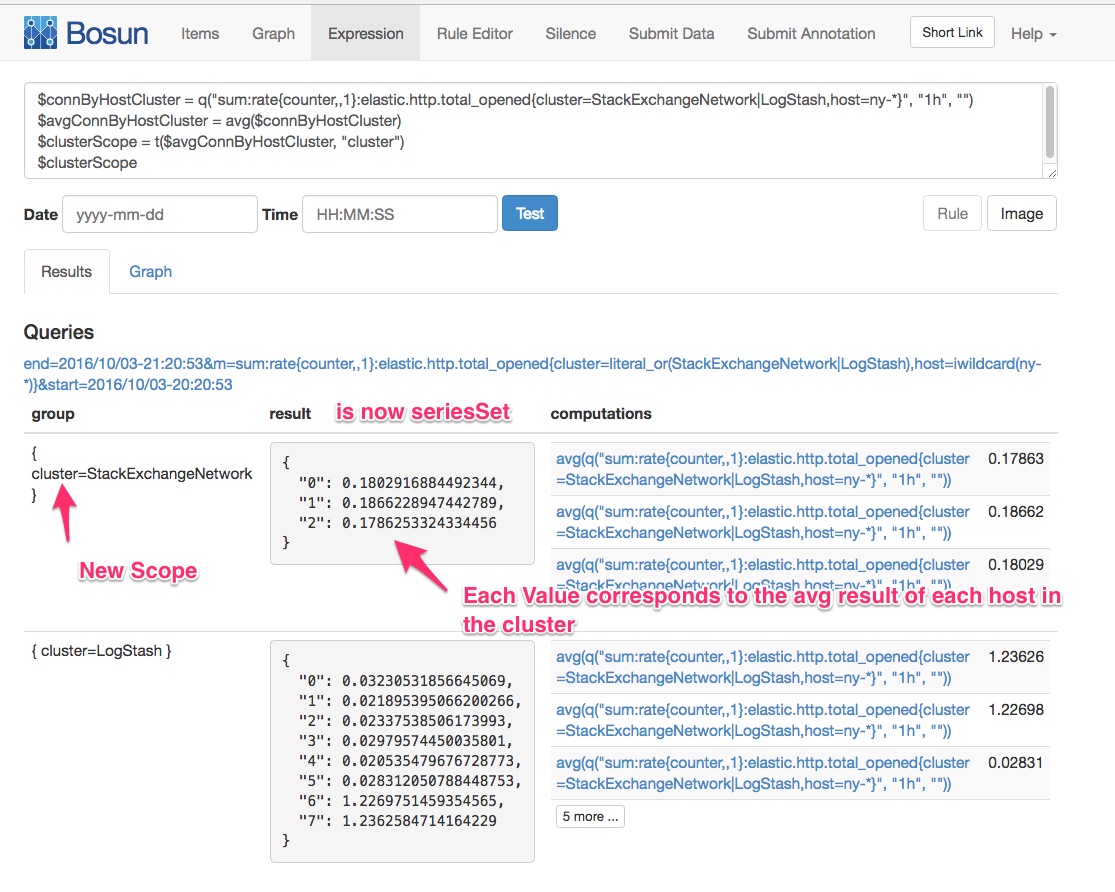 Bosun Items Graph Expression Rule Editor Silence Submit Data Submit Annotation Short Link Help
$connByHostCluster = q("sum:rate{counter,,1}:elastic.http.total_opened{cluster=StackExchangeNetwork|LogStash,host=ny-*}", "1h", "")
$avgConnByHostCluster = avg($connByHostCluster)
$clusterScope = t($avgConnByHostCluster, "cluster")
$clusterScope
Date yyyy-mm-dd Time HH:MM:SS Test Rule Image
Results Graph
Queries
end=2016/10/03-21:20:53&m=sum:rate{counter,,1}:elastic.http.total_opened{cluster=literal_or(StackExchangeNetwork|LogStash),host=iwildcard(ny-
*)}&start=2016/10/03-20:20:53
group result is now seriesSet computations
{
cluster=StackExchangeNetwork
}
New Scope
{
"0": 0.1802916884492344,
"1": 0.1866228947442789,
"2": 0.1786253324334456
}
avg(q("sum:rate{counter,,1}:elastic.http.total_opened{cluster 0.17863
=StackExchangeNetwork|LogStash,host=ny-*}", "1h", ""))
avg(q("sum:rate{counter,,1}:elastic.http.total_opened{cluster 0.18662
=StackExchangeNetwork|LogStash,host=ny-*}", "1h", ""))
avg(q("sum:rate{counter,,1}:elastic.http.total_opened{cluster 0.18029
=StackExchangeNetwork|LogStash,host=ny-*}", "1h", ""))
Each Value corresponds to the avg result of each host in
the cluster
{ cluster=LogStash }
{
"0": 0.03230531856645069,
"1": 0.021895395066200266,
"2": 0.02337538506173993,
"3": 0.02979574450035801,
"4": 0.020535479676728773,
"5": 0.028312050788448753,
"6": 1.2269751459354565,
"7": 1.2362584714164229
}
avg(q("sum:rate{counter,,1}:elastic.http.total_opened{cluster 1.23626
=StackExchangeNetwork|LogStash,host=ny-*}", "1h", ""))
avg(q("sum:rate{counter,,1}:elastic.http.total_opened{cluster 1.22698
=StackExchangeNetwork|LogStash,host=ny-*}", "1h", ""))
avg(q("sum:rate{counter,,1}:elastic.http.total_opened{cluster 0.02831
=StackExchangeNetwork|LogStash,host=ny-*}", "1h", ""))
5 more ...